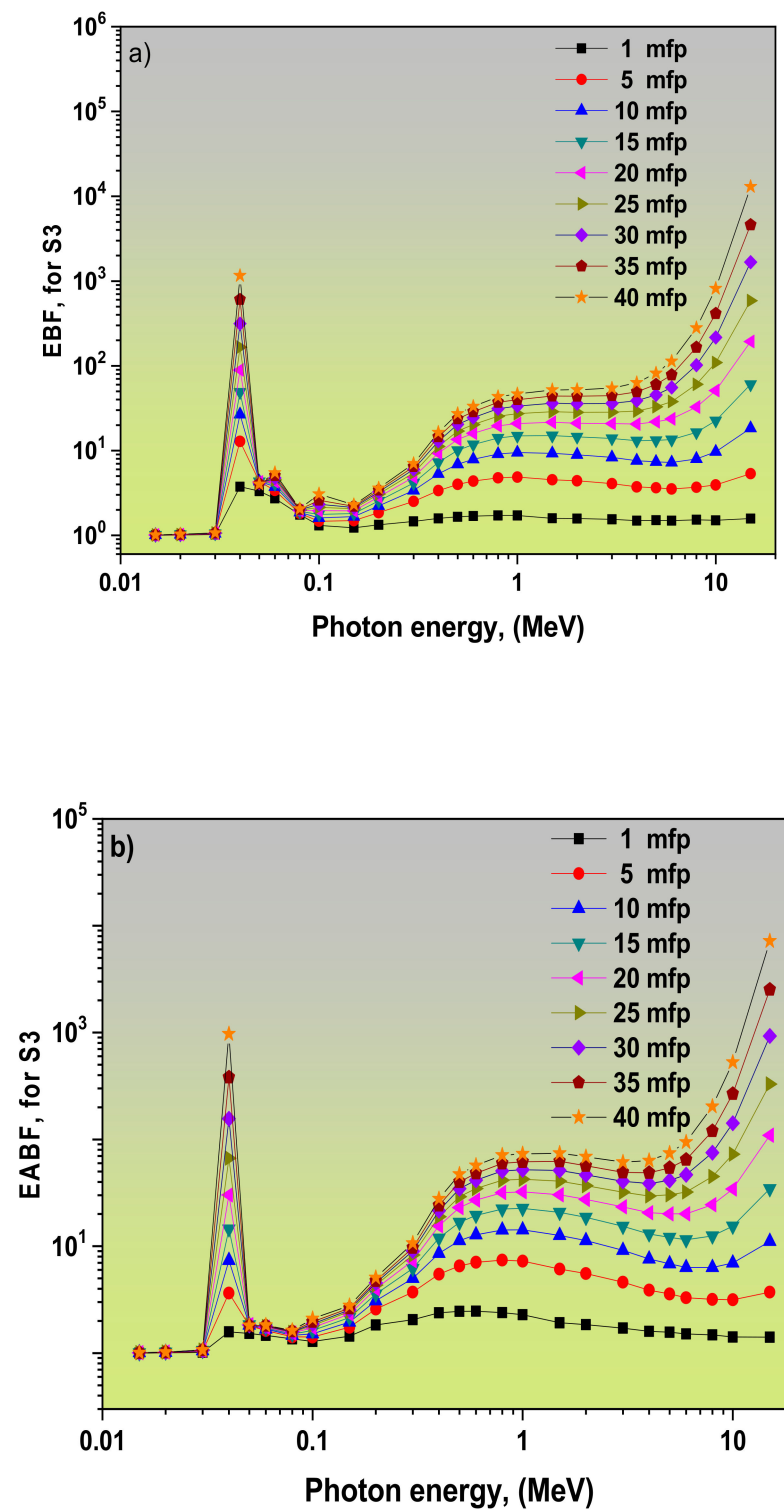 a)
10^6
10^5
10^4
10^3
10^2
10^1
10^0
EBF, for S3
1 mfp
5 mfp
10 mfp
15 mfp
20 mfp
25 mfp
30 mfp
35 mfp
40 mfp
0.01 0.1 1 10
Photon energy, (MeV)
b)
10^5
10^3
10^1
EABF, for S3
1 mfp
5 mfp
10 mfp
15 mfp
20 mfp
25 mfp
30 mfp
35 mfp
40 mfp
0.01 0.1 1 10
Photon energy, (MeV)